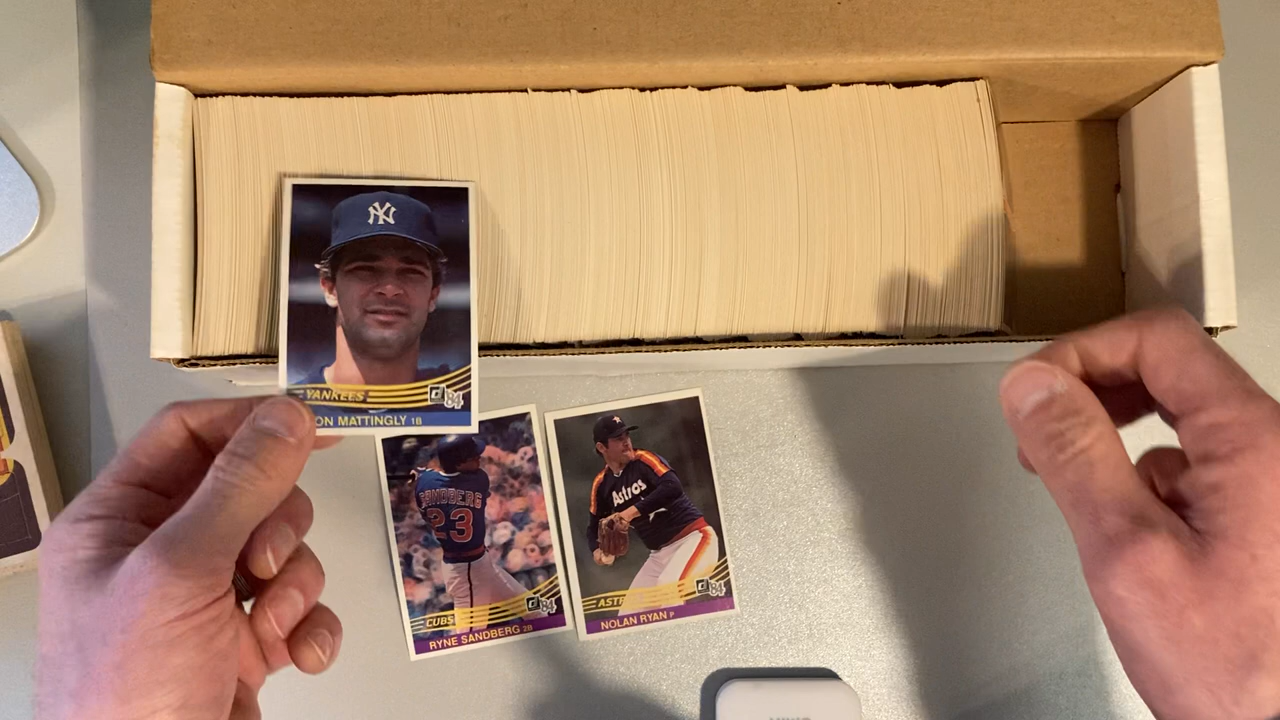 NY
YANKEES
84
ON MATTINGLY 1B
SANDBERG
23
CUBS
84
RYNE SANDBERG 2B
Astros
ASTR
84
NOLAN RYAN P